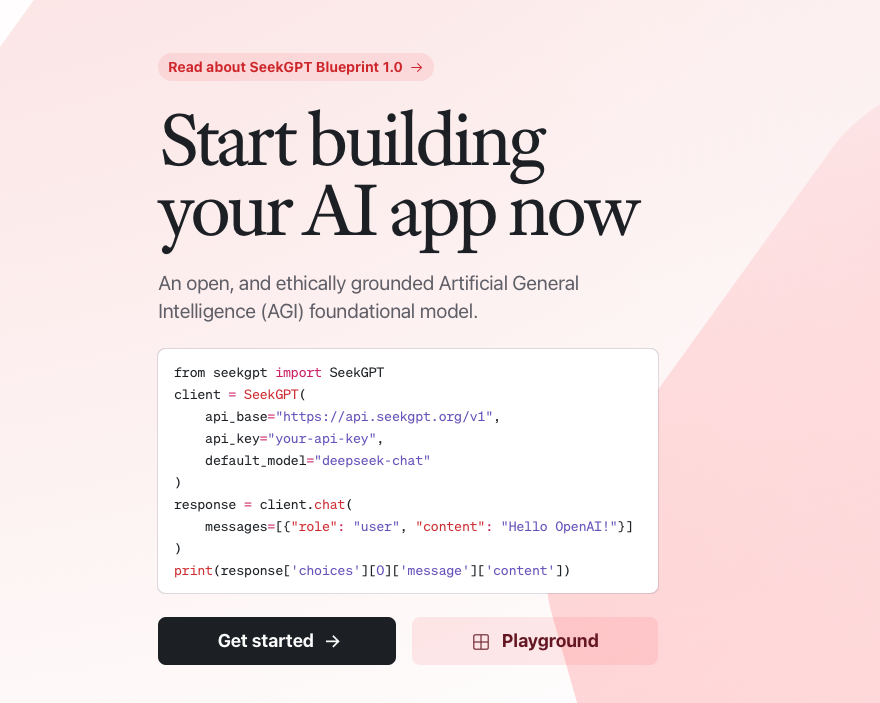 Read about SeekGPT Blueprint 1.0 →
Start building
your AI app now
An open, and ethically grounded Artificial General
Intelligence (AGI) foundational model.
from seekgpt import SeekGPT
client = SeekGPT(
    api_base="https://api.seekgpt.org/v1",
    api_key="your-api-key",
    default_model="deepseek-chat"
)
response = client.chat(
    messages=[{"role": "user", "content": "Hello OpenAI!"}]
)
print(response['choices'][0]['message']['content'])
Get started →
Playground